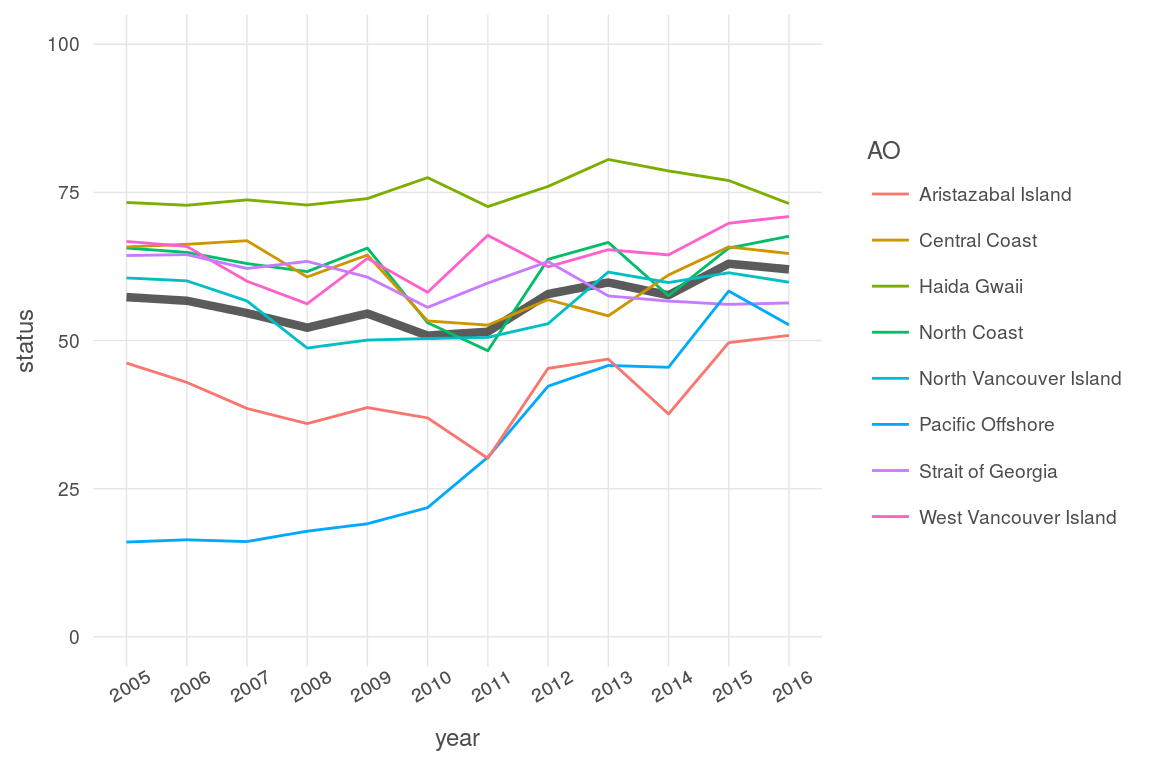 100
75
50
25
0
status
2005 2006 2007 2008 2009 2010 2011 2012 2013 2014 2015 2016
year
AO
Aristazabal Island
Central Coast
Haida Gwaii
North Coast
North Vancouver Island
Pacific Offshore
Strait of Georgia
West Vancouver Island